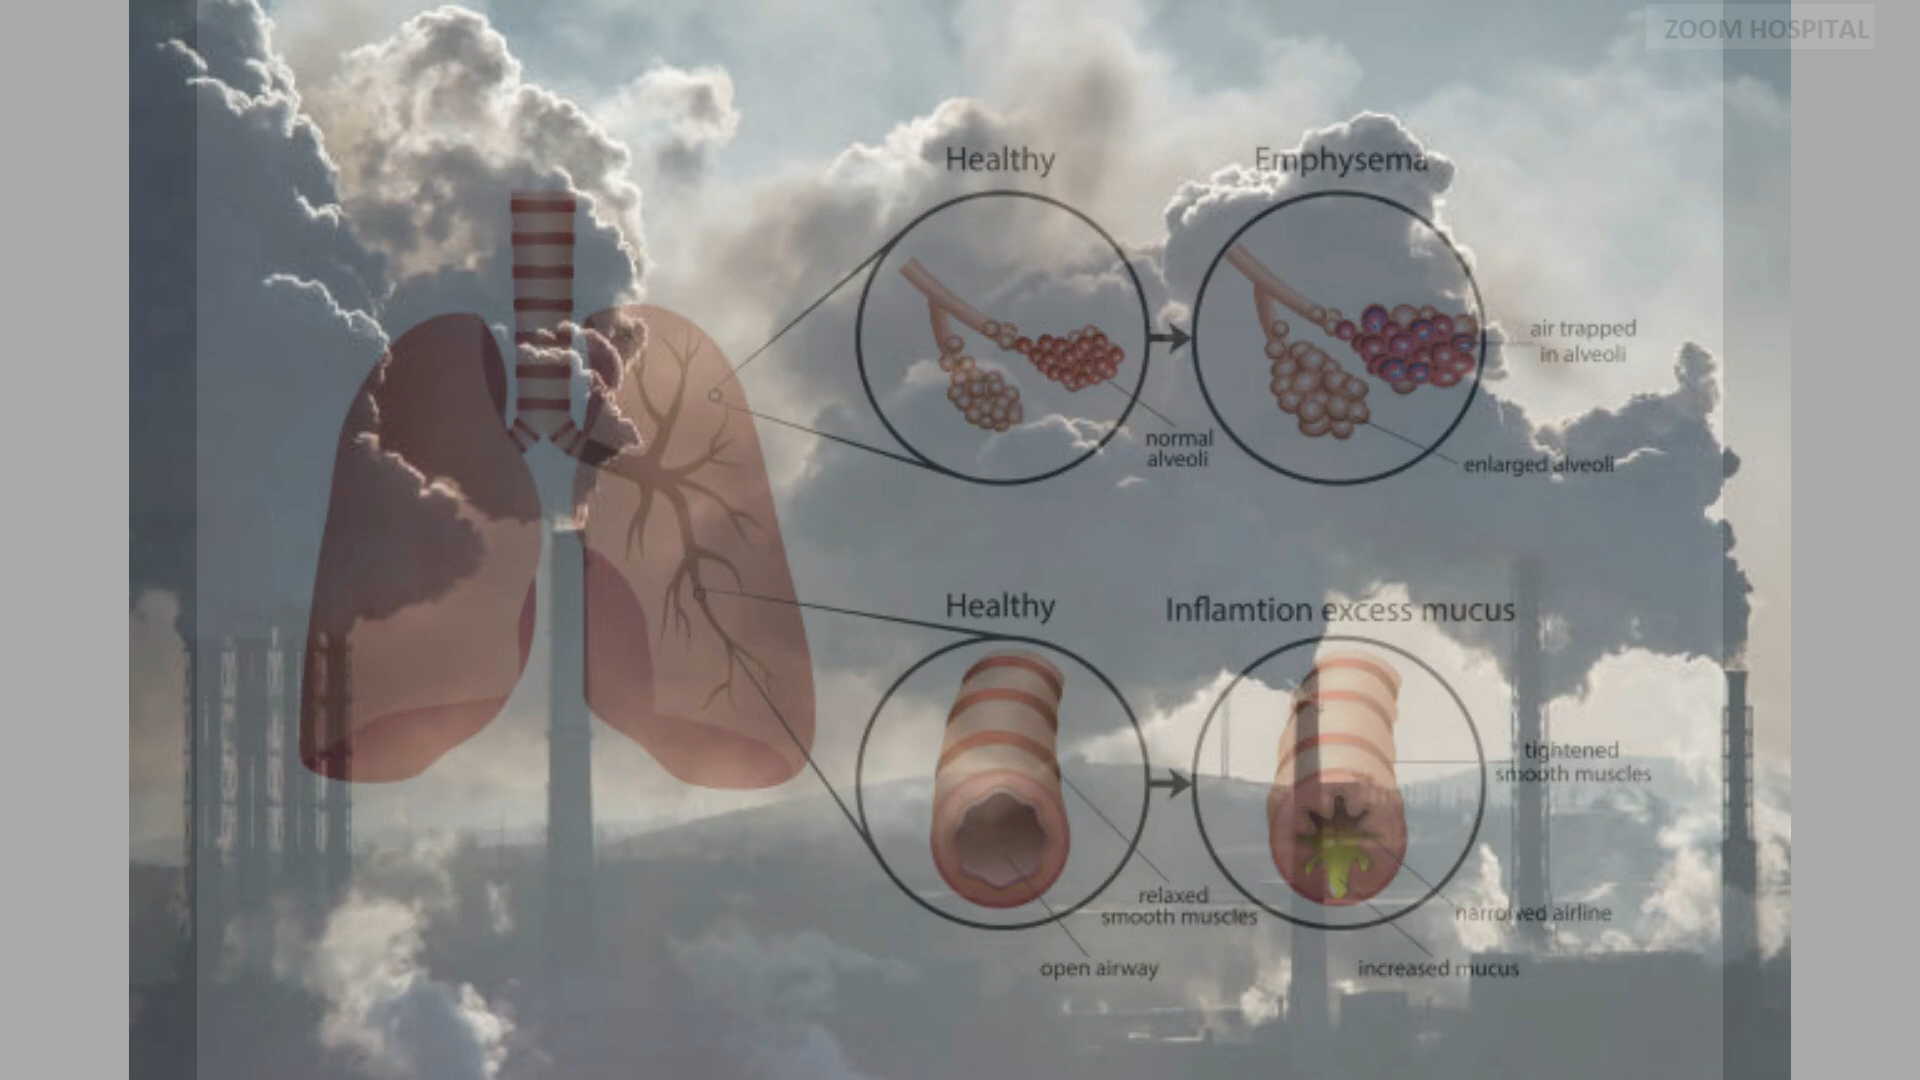 ZOOM HOSPITAL
Healthy
Emphysema
air trapped
in alveoli
normal
alveoli
enlarged alveoli
Healthy
Inflamtion excess mucus
tightened
smooth muscles
relaxed
smooth muscles
narrolved airline
open airway
increased mucus